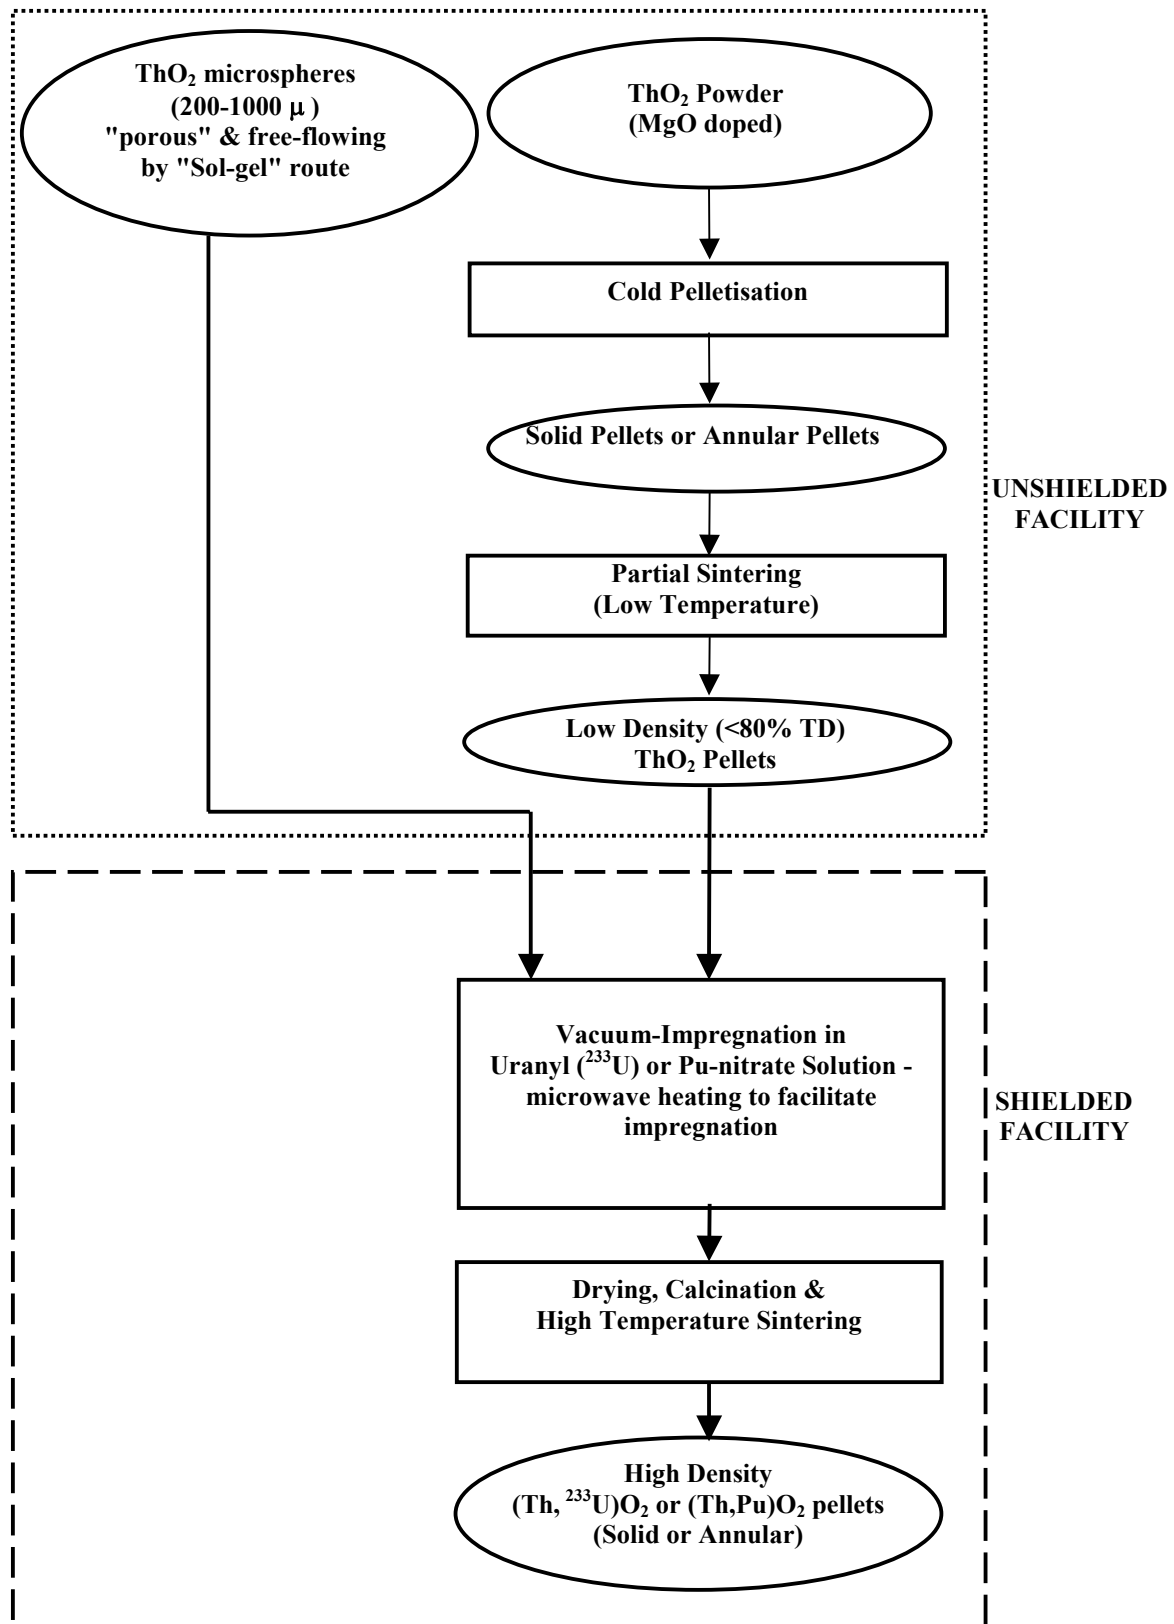 ThO₂ microspheres
(200-1000 μ )
"porous" & free-flowing
by "Sol-gel" route
ThO₂ Powder
(MgO doped)
Cold Pelletisation
Solid Pellets or Annular Pellets
UNSHIELDED
FACILITY
Partial Sintering
(Low Temperature)
Low Density (<80% TD)
ThO₂ Pellets
Vacuum-Impregnation in
Uranyl (²³³U) or Pu-nitrate Solution -
microwave heating to facilitate
impregnation
SHIELDED
FACILITY
Drying, Calcination &
High Temperature Sintering
High Density
(Th, ²³³U)O₂ or (Th,Pu)O₂ pellets
(Solid or Annular)